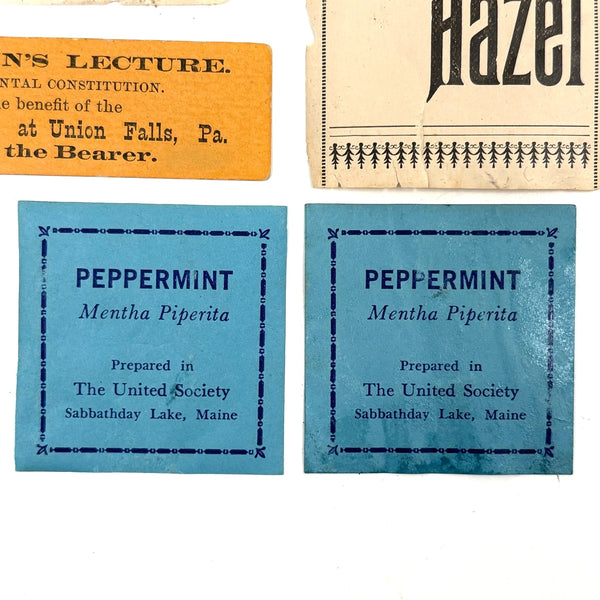 N'S LECTURE.
NTAL CONSTITUTION.
e benefit of the
at Union Falls, Pa.
the Bearer.
Hazel
PEPPERMINT
Mentha Piperita
Prepared in
The United Society
Sabbathday Lake, Maine
PEPPERMINT
Mentha Piperita
Prepared in
The United Society
Sabbathday Lake, Maine